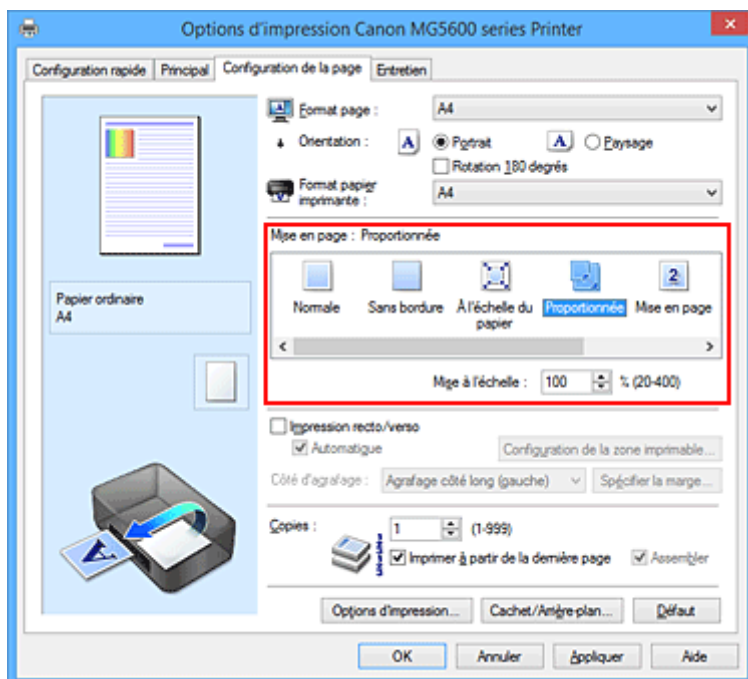 Options d'impression Canon MG5600 series Printer
Configuration rapide Principal Configuration de la page Entretien
Format page : A4
Orientation : A Portrait A Paysage
Rotation 180 degrés
Format papier
imprimante : A4
Mise en page : Proportionnée
Normale Sans bordure À l'échelle du
papier Proportionnée 2 Mise en page
Mise à l'échelle : 100 % (20-400)
Papier ordinaire
A4
Impression recto/verso
Automatique Configuration de la zone imprimable...
Côté d'agrafage : Agrafage côté long (gauche) Spécifier la marge...
Copies : 1 (1-999)
Imprimer à partir de la dernière page Assembler
Options d'impression... Cachet/Arrière-plan... Défaut
OK Annuler Appliquer Aide